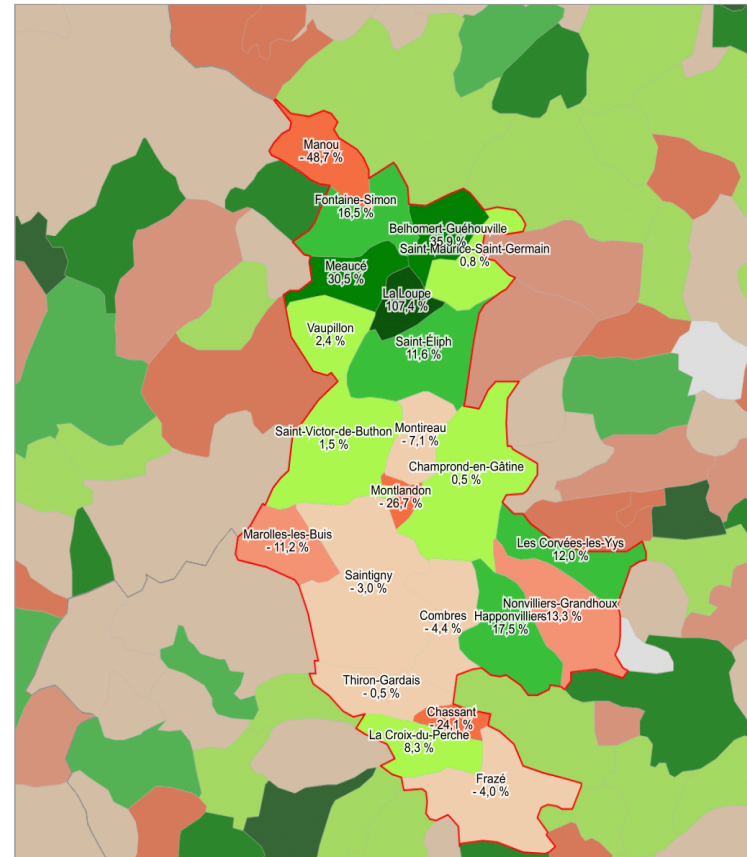 Manou
- 48,7 %
Fontaine-Simon
16,5 %
Belhomert-Guéhouville
35,9 %
Saint-Maurice-Saint-Germain
0,8 %
Meaucé
30,5 %
La Loupe
107,4 %
Vaupillon
2,4 %
Saint-Éliph
11,6 %
Saint-Victor-de-Buthon
1,5 %
Montireau
- 7,1 %
Champrond-en-Gâtine
0,5 %
Montlandon
- 26,7 %
Marolles-les-Buis
- 11,2 %
Les Corvées-les-Yys
12,0 %
Saintigny
- 3,0 %
Nonvilliers-Grandhoux
-13,3 %
Combres
- 4,4 %
Happonvilliers
17,5 %
Thiron-Gardais
- 0,5 %
Chassant
- 24,1 %
La Croix-du-Perche
8,3 %
Frazé
- 4,0 %